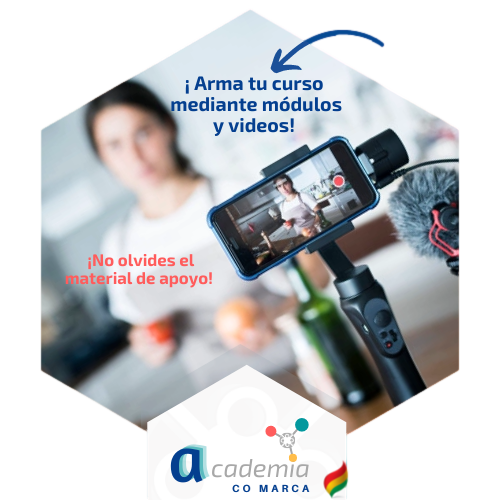 ¡ Arma tu curso
mediante módulos
y videos!
¡No olvides el
material de apoyo!
academia
CO MARCA